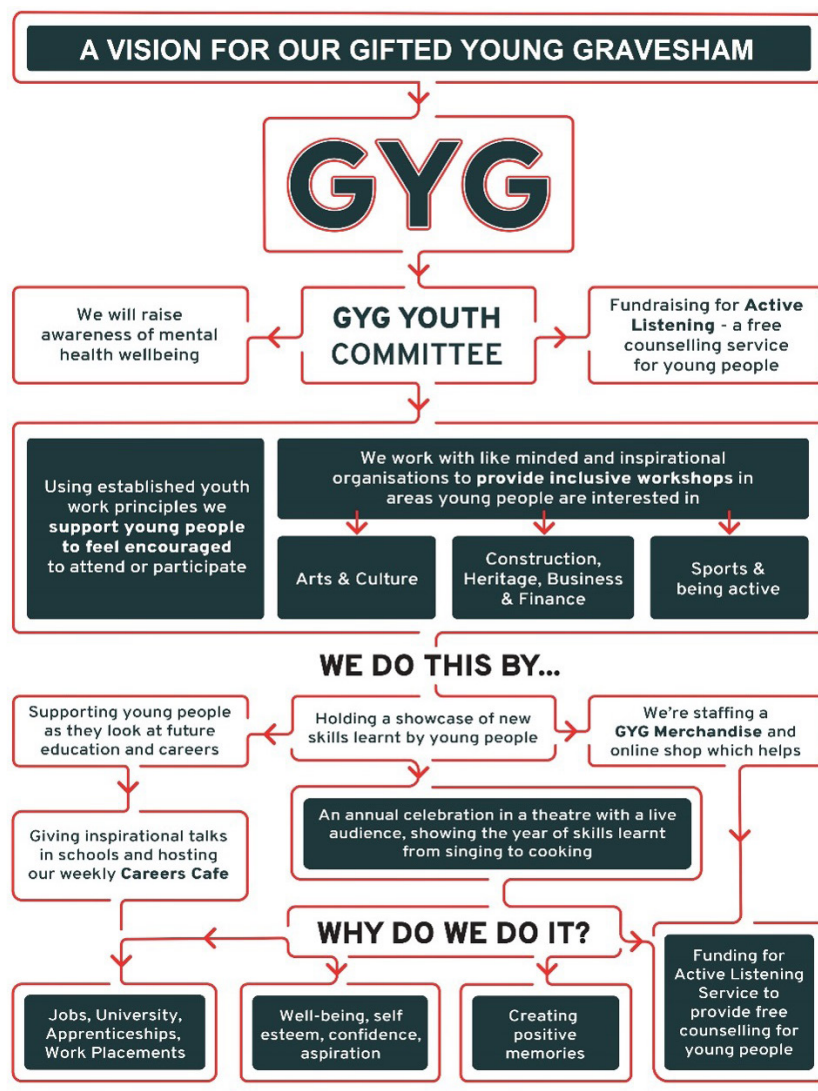 A VISION FOR OUR GIFTED YOUNG GRAVESHAM
GYG
We will raise
awareness of mental
health wellbeing
GYG YOUTH
COMMITTEE
Fundraising for Active
Listening - a free
counselling service
for young people
Using established youth
work principles we
support young people
to feel encouraged
to attend or participate
We work with like minded and inspirational
organisations to provide inclusive workshops in
areas young people are interested in
Arts & Culture
Construction,
Heritage, Business
& Finance
Sports &
being active
WE DO THIS BY...
Supporting young people
as they look at future
education and careers
Holding a showcase of new
skills learnt by young people
We're staffing a
GYG Merchandise and
online shop which helps
Giving inspirational talks
in schools and hosting
our weekly Careers Cafe
An annual celebration in a theatre with a live
audience, showing the year of skills learnt
from singing to cooking
WHY DO WE DO IT?
Jobs, University,
Apprenticeships,
Work Placements
Well-being, self
esteem, confidence,
aspiration
Creating
positive
memories
Funding for
Active Listening
Service to
provide free
counselling for
young people